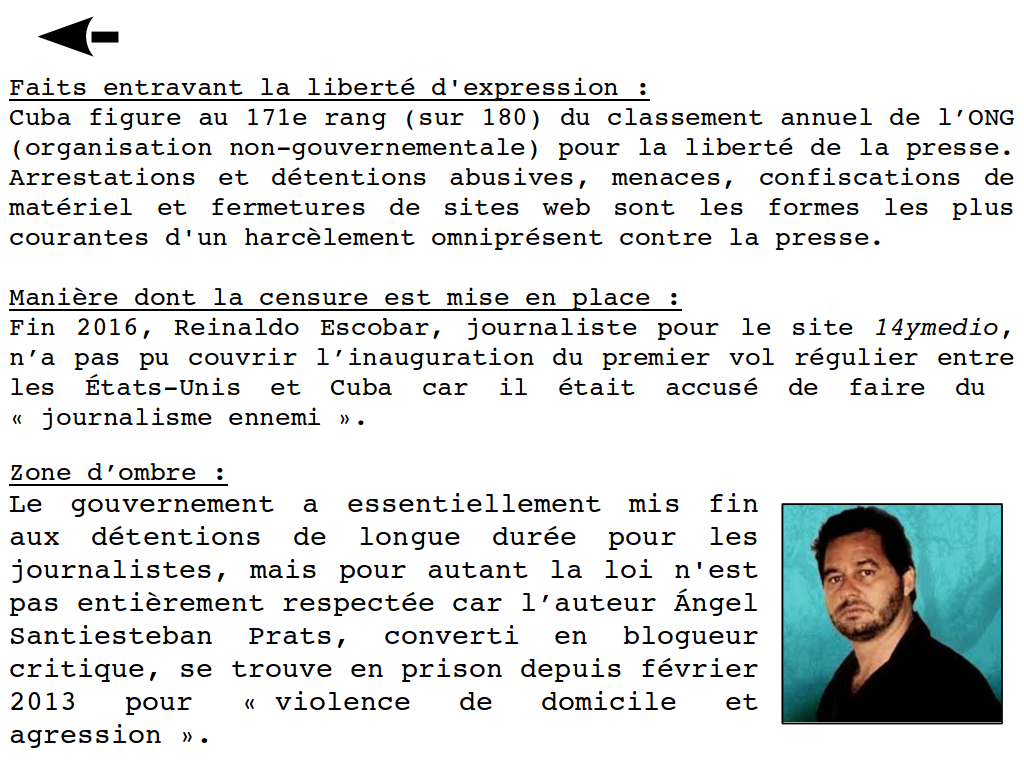 Faits entravant la liberté d'expression :
Cuba figure au 171e rang (sur 180) du classement annuel de l’ONG
(organisation non-gouvernementale) pour la liberté de la presse.
Arrestations et détentions abusives, menaces, confiscations de
matériel et fermetures de sites web sont les formes les plus
courantes d'un harcèlement omniprésent contre la presse.
Manière dont la censure est mise en place :
Fin 2016, Reinaldo Escobar, journaliste pour le site 14ymedio,
n’a pas pu couvrir l’inauguration du premier vol régulier entre
les États-Unis et Cuba car il était accusé de faire du
« journalisme ennemi ».
Zone d’ombre :
Le gouvernement a essentiellement mis fin
aux détentions de longue durée pour les
journalistes, mais pour autant la loi n'est
pas entièrement respectée car l’auteur Ángel
Santiesteban Prats, converti en blogueur
critique, se trouve en prison depuis février
2013 pour « violence de domicile et
agression ».